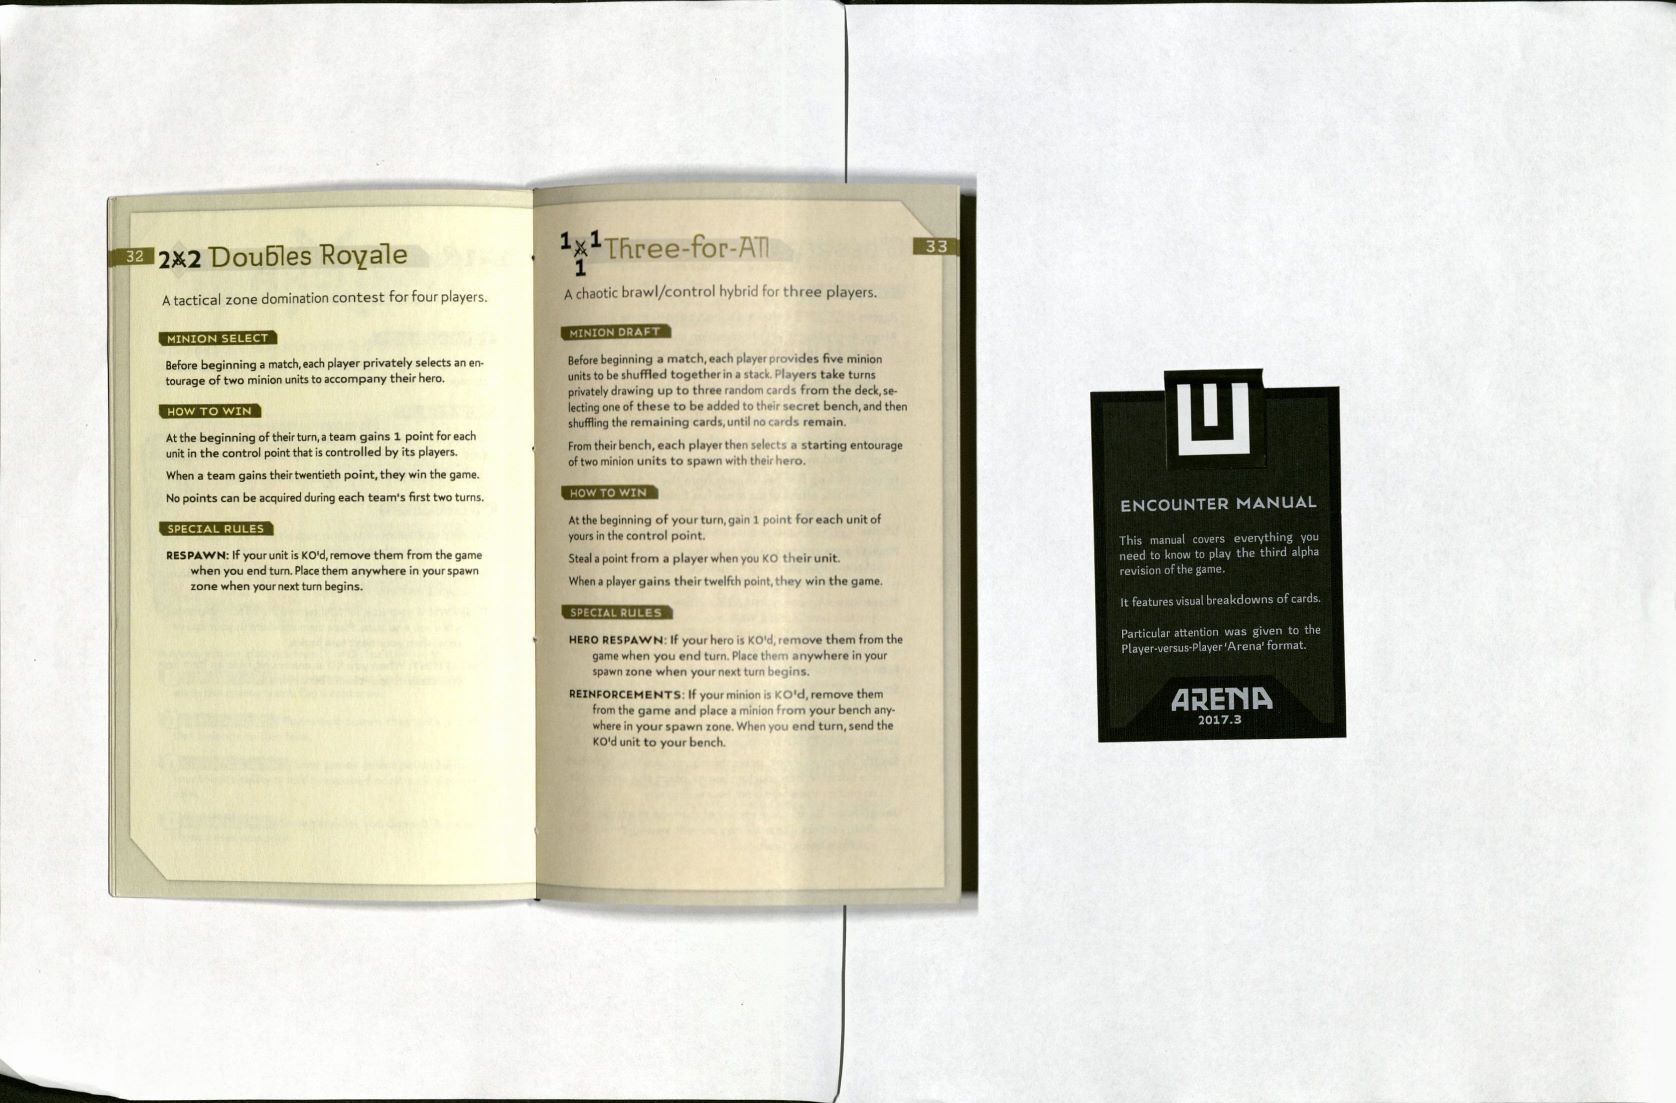 32
2x2 Doubles Royale
A tactical zone domination contest for four players.
MINION SELECT
Before beginning a match, each player privately selects an en-
tourage of two minion units to accompany their hero.
HOW TO WIN
At the beginning of their turn, a team gains 1 point for each
unit in the control point that is controlled by its players.
When a team gains their twentieth point, they win the game.
No points can be acquired during each team's first two turns.
SPECIAL RULES
RESPAWN: If your unit is KO'd, remove them from the game
when you end turn. Place them anywhere in your spawn
zone when your next turn begins.
1x1 Three-for-All
1
33
A chaotic brawl/control hybrid for three players.
MINION DRAFT
Before beginning a match, each player provides five minion
units to be shuffled together in a stack. Players take turns
privately drawing up to three random cards from the deck, se-
lecting one of these to be added to their secret bench, and then
shuffling the remaining cards, until no cards remain.
From their bench, each player then selects a starting entourage
of two minion units to spawn with their hero.
HOW TO WIN
At the beginning of your turn, gain 1 point for each unit of
yours in the control point.
Steal a point from a player when you KO their unit.
When a player gains their twelfth point, they win the game.
SPECIAL RULES
HERO RESPAWN: If your hero is KO'd, remove them from the
game when you end turn. Place them anywhere in your
spawn zone when your next turn begins.
REINFORCEMENTS: If your minion is KO'd, remove them
from the game and place a minion from your bench any-
where in your spawn zone. When you end turn, send the
KO'd unit to your bench.
ENCOUNTER MANUAL
This manual covers everything you
need to know to play the third alpha
revision of the game.
It features visual breakdowns of cards.
Particular attention was given to the
Player-versus-Player 'Arena' format.
ARENA
2017.3